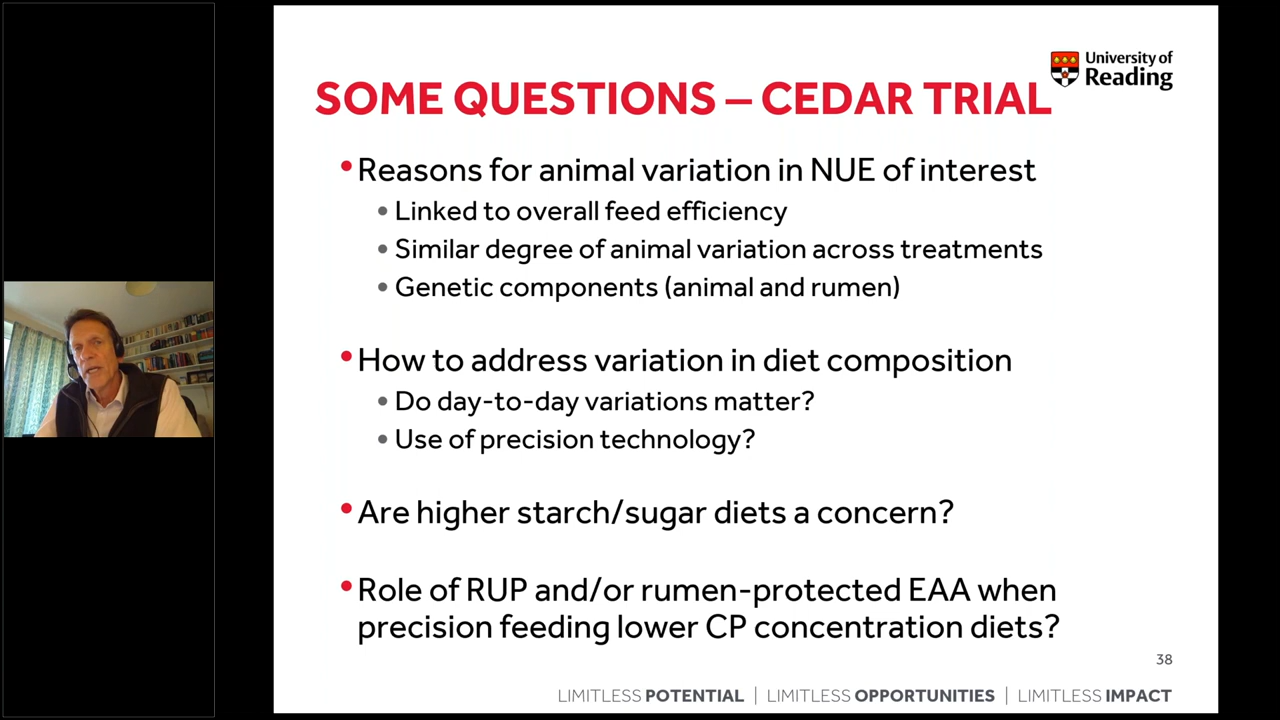 University of
Reading
SOME QUESTIONS – CEDAR TRIAL
• Reasons for animal variation in NUE of interest
• Linked to overall feed efficiency
• Similar degree of animal variation across treatments
• Genetic components (animal and rumen)
• How to address variation in diet composition
• Do day-to-day variations matter?
• Use of precision technology?
• Are higher starch/sugar diets a concern?
• Role of RUP and/or rumen-protected EAA when
precision feeding lower CP concentration diets?
38
LIMITLESS POTENTIAL | LIMITLESS OPPORTUNITIES | LIMITLESS IMPACT